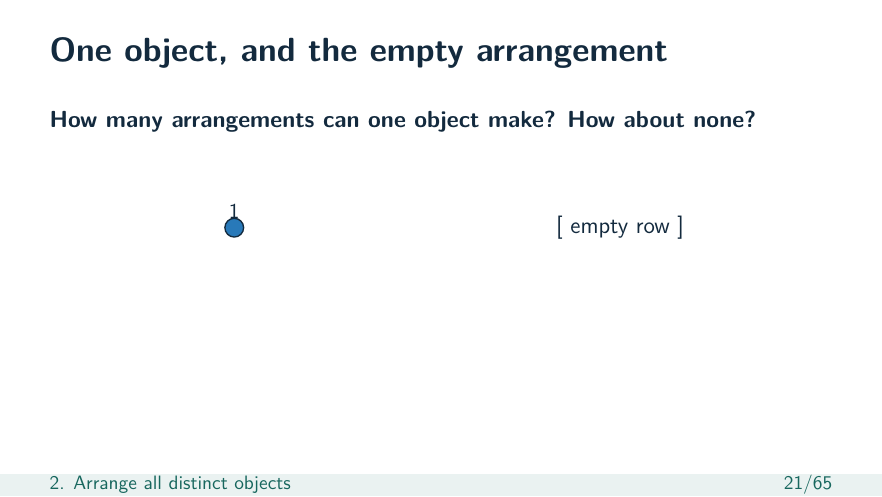 One object, and the empty arrangement
How many arrangements can one object make? How about none?
1
[ empty row ]
2. Arrange all distinct objects
21/65